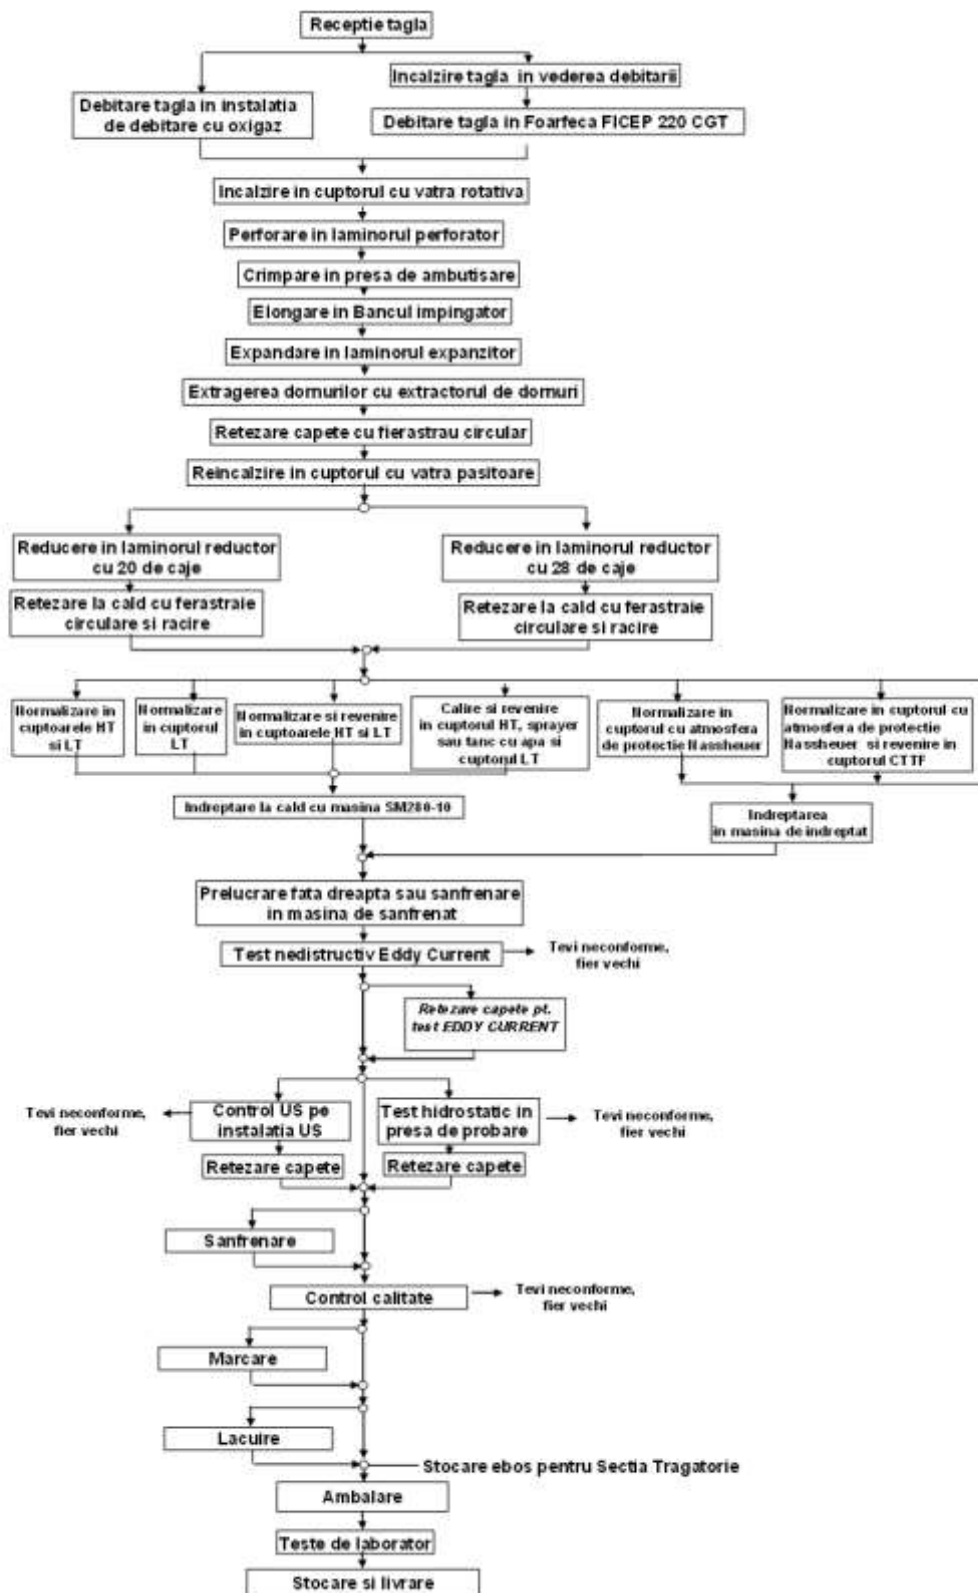 Receptie tagla
Incalzire tagla in vederea debitarii
Debitare tagla in instalatia
de debitare cu oxigaz
Debitare tagla in Foarfeca FICEP 220 CGT
Incalzire in cuptorul cu vatra rotativa
Perforare in laminorul perforator
Crimpare in presa de ambutisare
Elongare in Bancul impingator
Expandare in laminorul expanzitor
Extragerea dornurilor cu extractorul de dornuri
Retezare capete cu fierastrau circular
Reincalzire in cuptorul cu vatra pasitoare
Reducere in laminorul reductor
cu 20 de caje
Reducere in laminorul reductor
cu 28 de caje
Retezare la cald cu ferastraie
circulare si racire
Retezare la cald cu ferastraie
circulare si racire
Normalizare in
cuptoarele HT
si LT
Normalizare
in cuptorul
LT
Normalizare si revenire
in cuptoarele HT si LT
Calire si revenire
in cuptorul HT, sprayer
sau tanc cu apa si
cuptorul LT
Normalizare in
cuptorul cu atmosfera
de protectie Nassheuer
Normalizare in cuptorul cu
atmosfera de protectie
Nassheuer si revenire in
cuptorul CTTF
Indreptare la cald cu masina SM280-10
Indreptarea
in masina de indreptat
Prelucrare fata dreapta sau sanfrenare
in masina de sanfrenat
Test nedistructiv Eddy Current
Tevi neconforme,
fier vechi
Retezare capete pt.
test EDDY CURRENT
Tevi neconforme,
fier vechi
Control US pe
instalatia US
Test hidrostatic in
presa de probare
Tevi neconforme,
fier vechi
Retezare capete
Retezare capete
Sanfrenare
Control calitate
Tevi neconforme,
fier vechi
Marcare
Lacuire
Stocare ebos pentru Sectia Tragatorie
Ambalare
Teste de laborator
Stocare si livrare